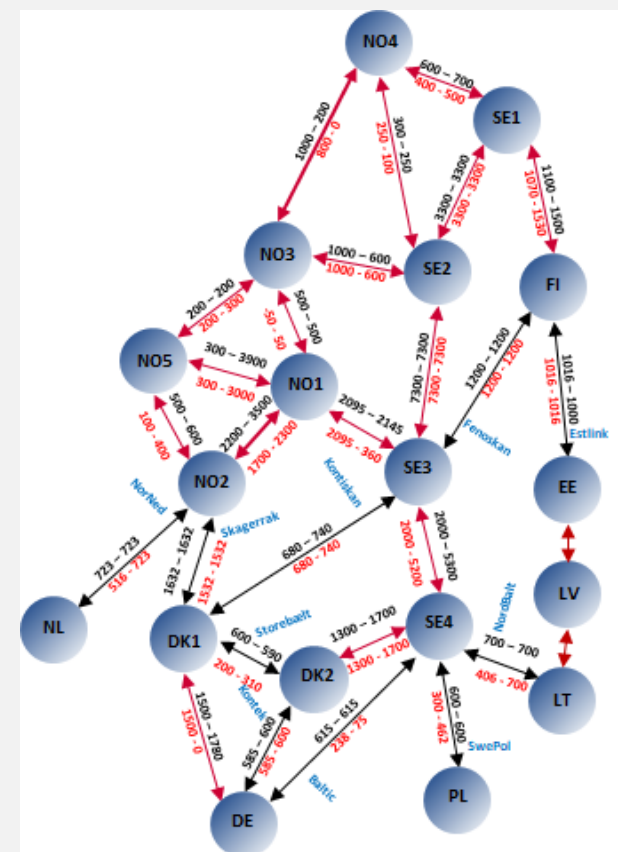 NO4
600 – 700
400 - 500
SE1
1000 – 200
800 - 0
300 – 250
250 - 100
3300 – 3300
3300 - 3300
1100 – 1500
1070 - 1530
NO3
1000 – 600
1000 - 600
SE2
FI
200 – 200
200 - 300
500 – 500
-50 - 50
NO5
300 – 3900
300 - 3000
NO1
7300 – 7300
7300 - 7300
1200 – 1200
1200 - 1200
Fenoskan
1016 – 1000
1016 - 1016
Estlink
500 – 600
100 - 400
2200 – 3500
1700 - 2300
2095 – 2145
2095 - 360
SE3
EE
NO2
NorNed
Skagerrak
Kontiskan
723 – 723
516 - 723
1632 – 1632
1532 - 1532
680 – 740
680 - 740
2000 – 5300
2000 - 5200
LV
NL
DK1
Storebaelt
600 – 590
200 - 310
1300 – 1700
1300 - 1700
SE4
NordBalt
700 – 700
406 - 700
LT
DK2
Kontek
1500 – 1780
1500 - 0
585 – 600
585 - 600
615 – 615
238 - 75
Baltic
600 – 600
300 - 462
SwePol
DE
PL